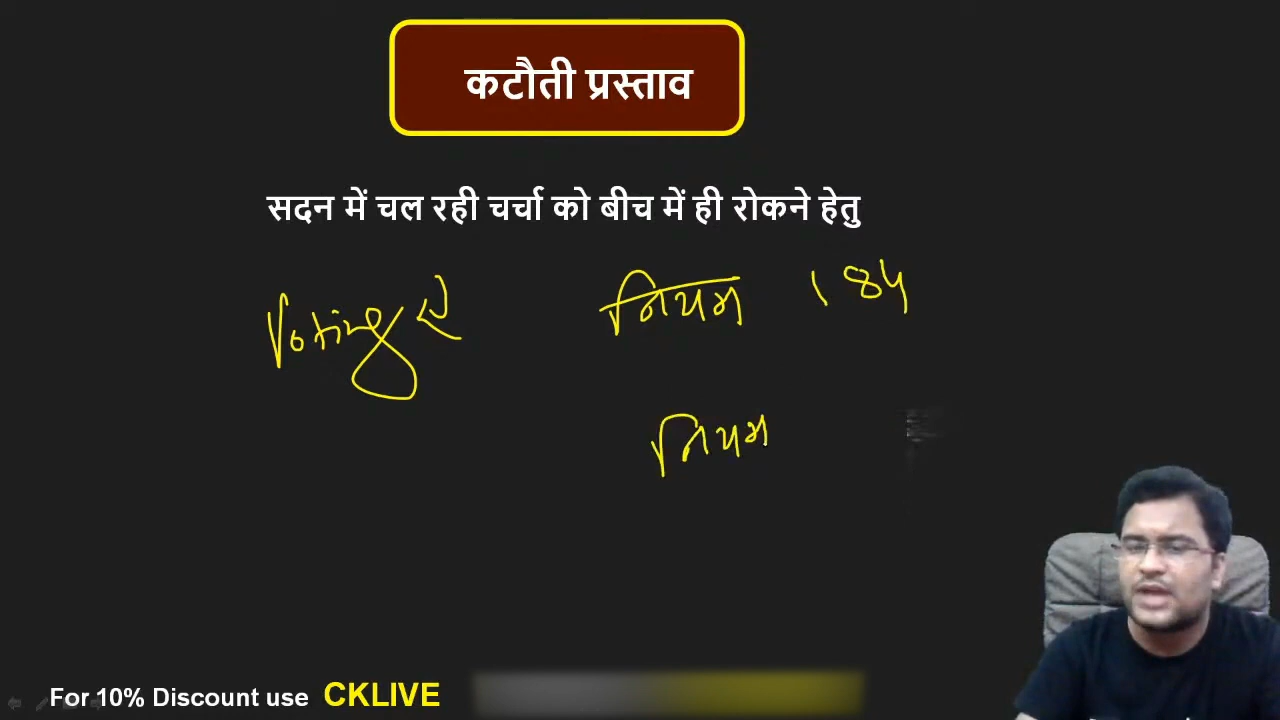 कटौती प्रस्ताव
सदन में चल रही चर्चा को बीच में ही रोकने हेतु
Voting
नियम 184
नियम
For 10% Discount use CKLIVE